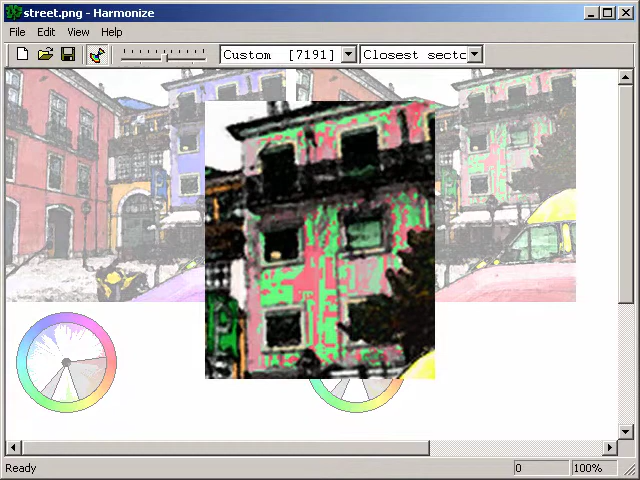 street.png - Harmonize
File Edit View Help
Custom [7191] Closest secto
Ready 0 100%